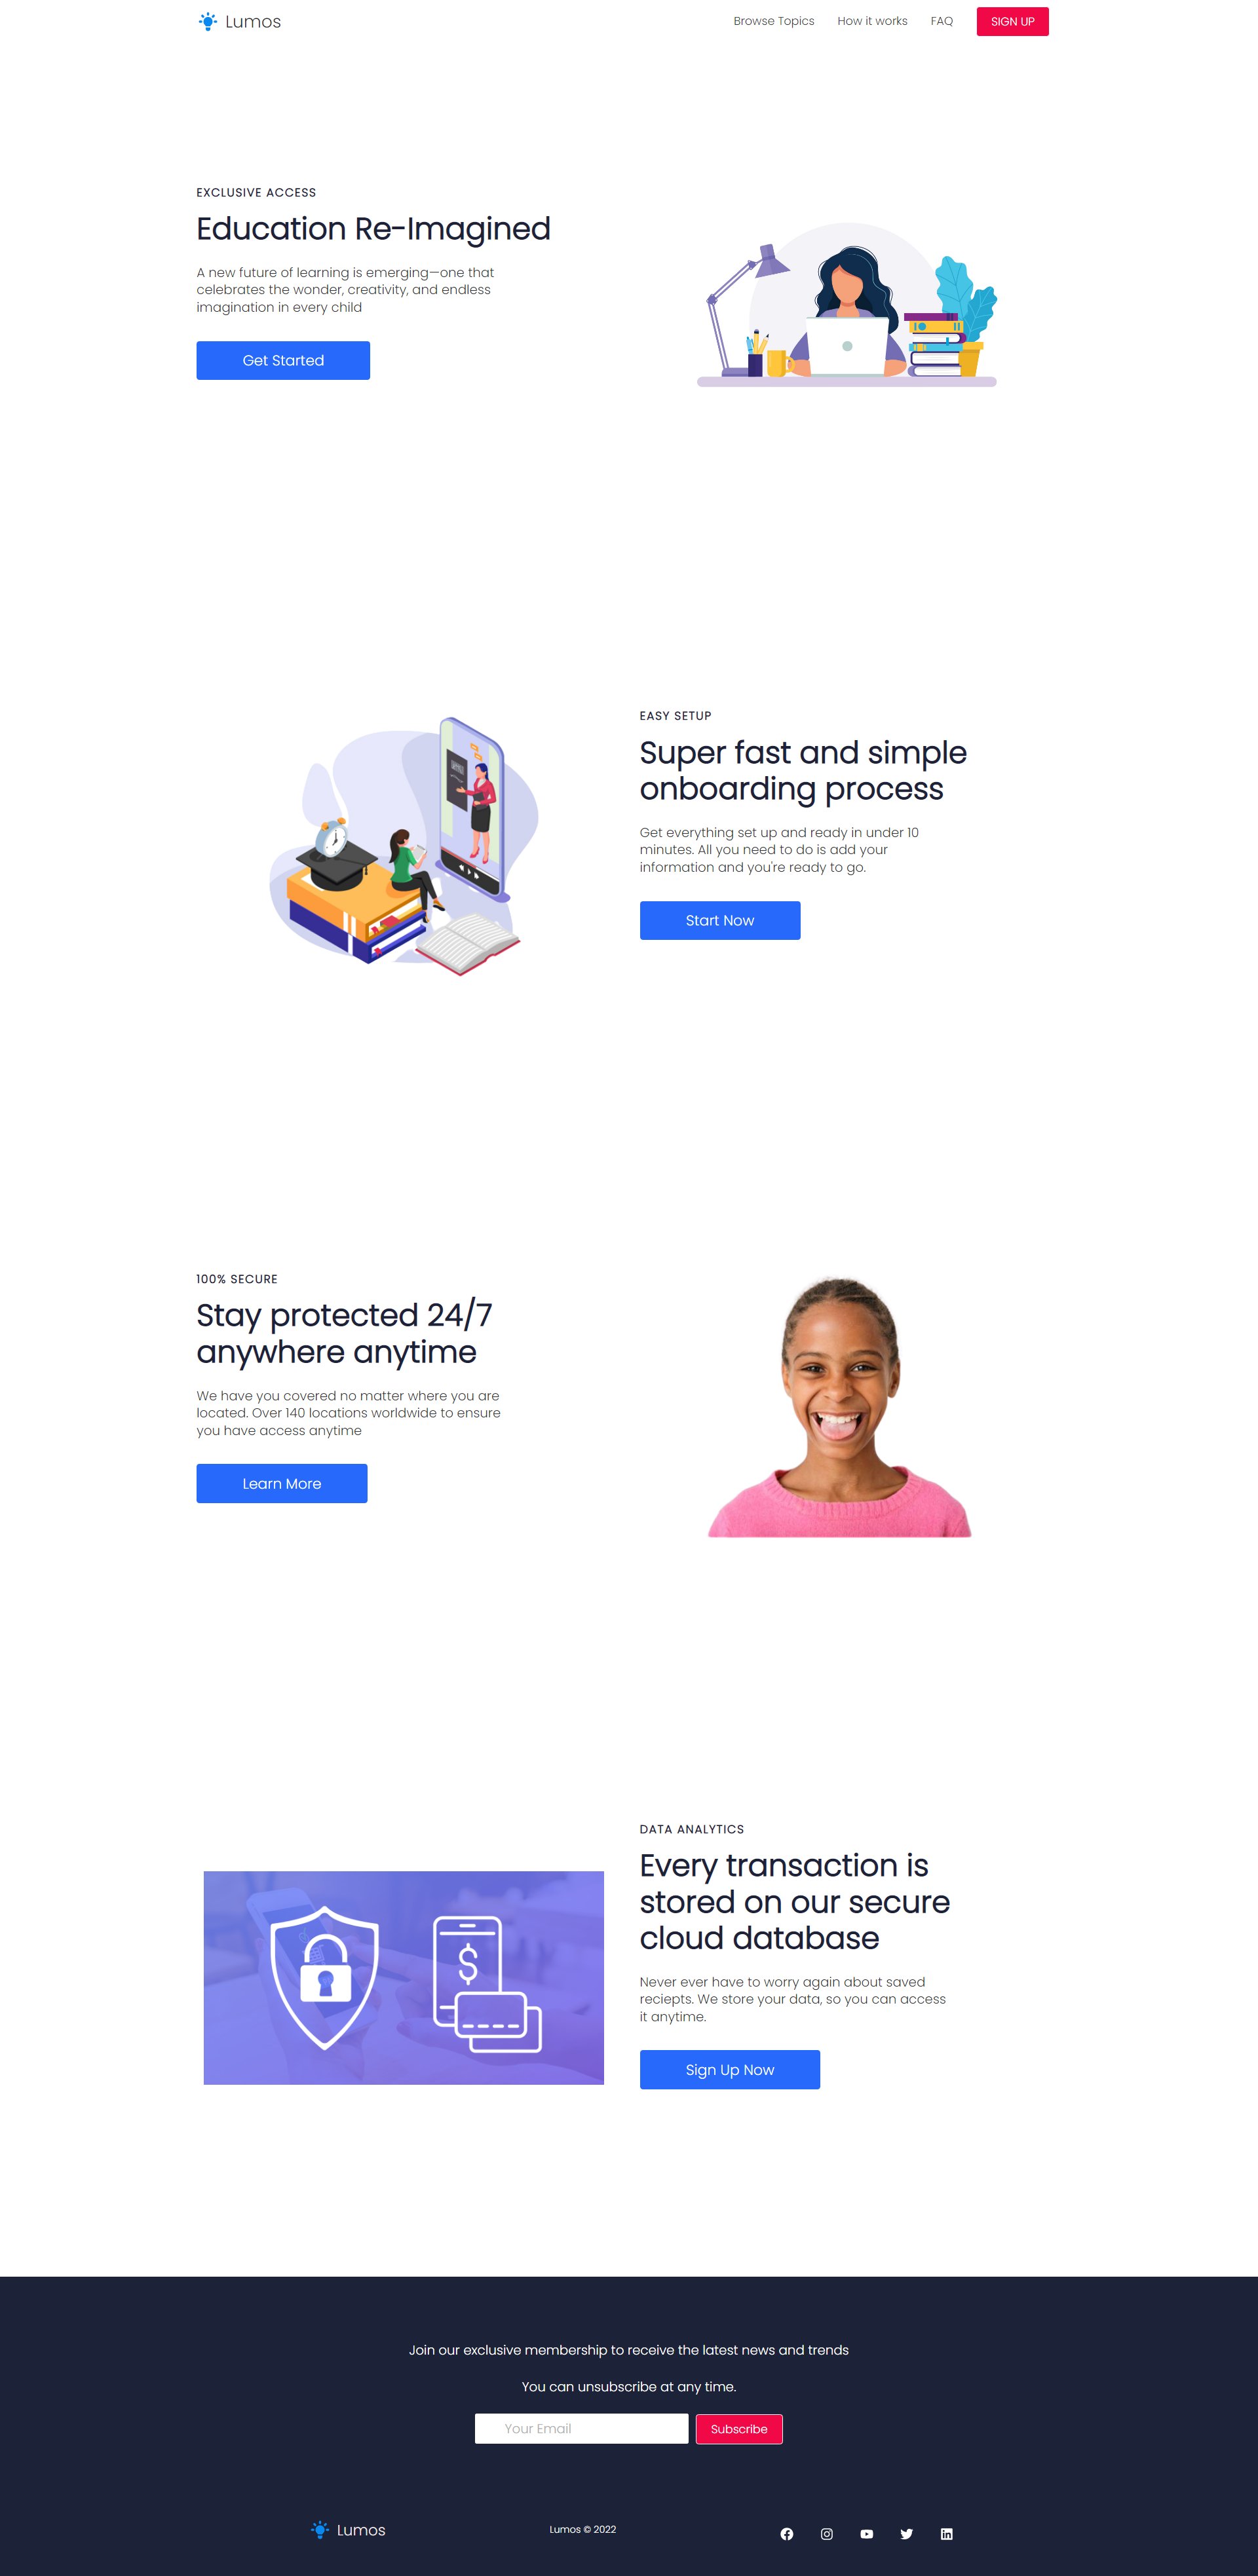 Lumos
Browse Topics
How it works
FAQ
SIGN UP
EXCLUSIVE ACCESS
Education Re-Imagined
A new future of learning is emerging—one that
celebrates the wonder, creativity, and endless
imagination in every child
Get Started
EASY SETUP
Super fast and simple
onboarding process
Get everything set up and ready in under 10
minutes. All you need to do is add your
information and you're ready to go.
Start Now
100% SECURE
Stay protected 24/7
anywhere anytime
We have you covered no matter where you are
located. Over 140 locations worldwide to ensure
you have access anytime
Learn More
DATA ANALYTICS
Every transaction is
stored on our secure
cloud database
Never ever have to worry again about saved
reciepts. We store your data, so you can access
it anytime.
Sign Up Now
$
Join our exclusive membership to receive the latest news and trends
You can unsubscribe at any time.
Your Email
Subscribe
Lumos
Lumos © 2022